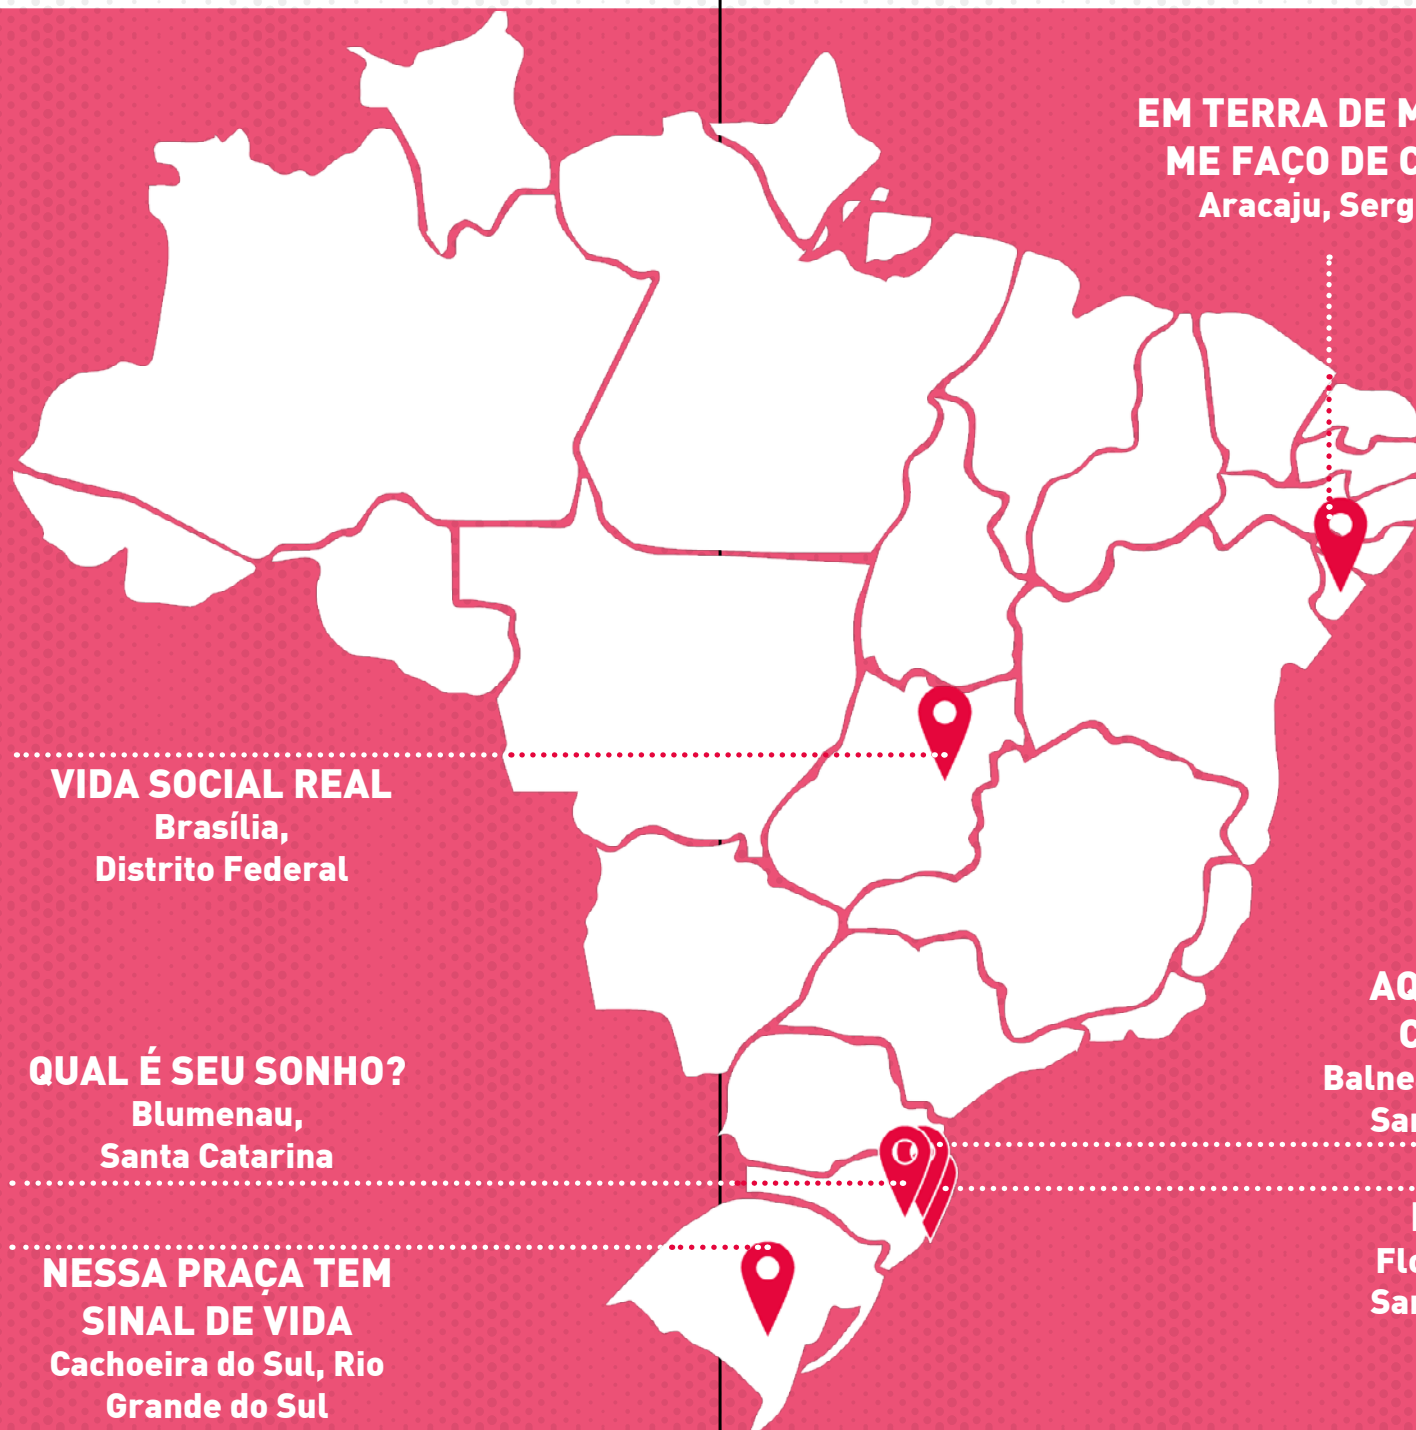 EM TERRA DE
ME FAÇO DE
Aracaju,
VIDA SOCIAL REAL
Brasília,
Distrito Federal
QUAL É SEU SONHO?
Blumenau,
Santa Catarina
NESSA PRAÇA TEM
SINAL DE VIDA
Cachoeira do Sul, Rio
Grande do Sul